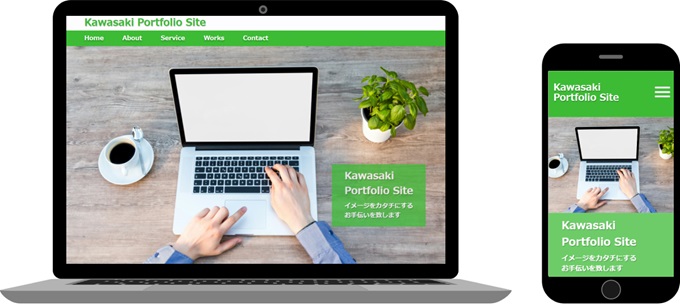 Kawasaki Portfolio Site
Home About Service Works Contact
Kawasaki
Portfolio Site
イメージをカタチにする
お手伝いを致します
Kawasaki
Portfolio Site
Kawasaki
Portfolio Site
イメージをカタチにする
お手伝いを致します